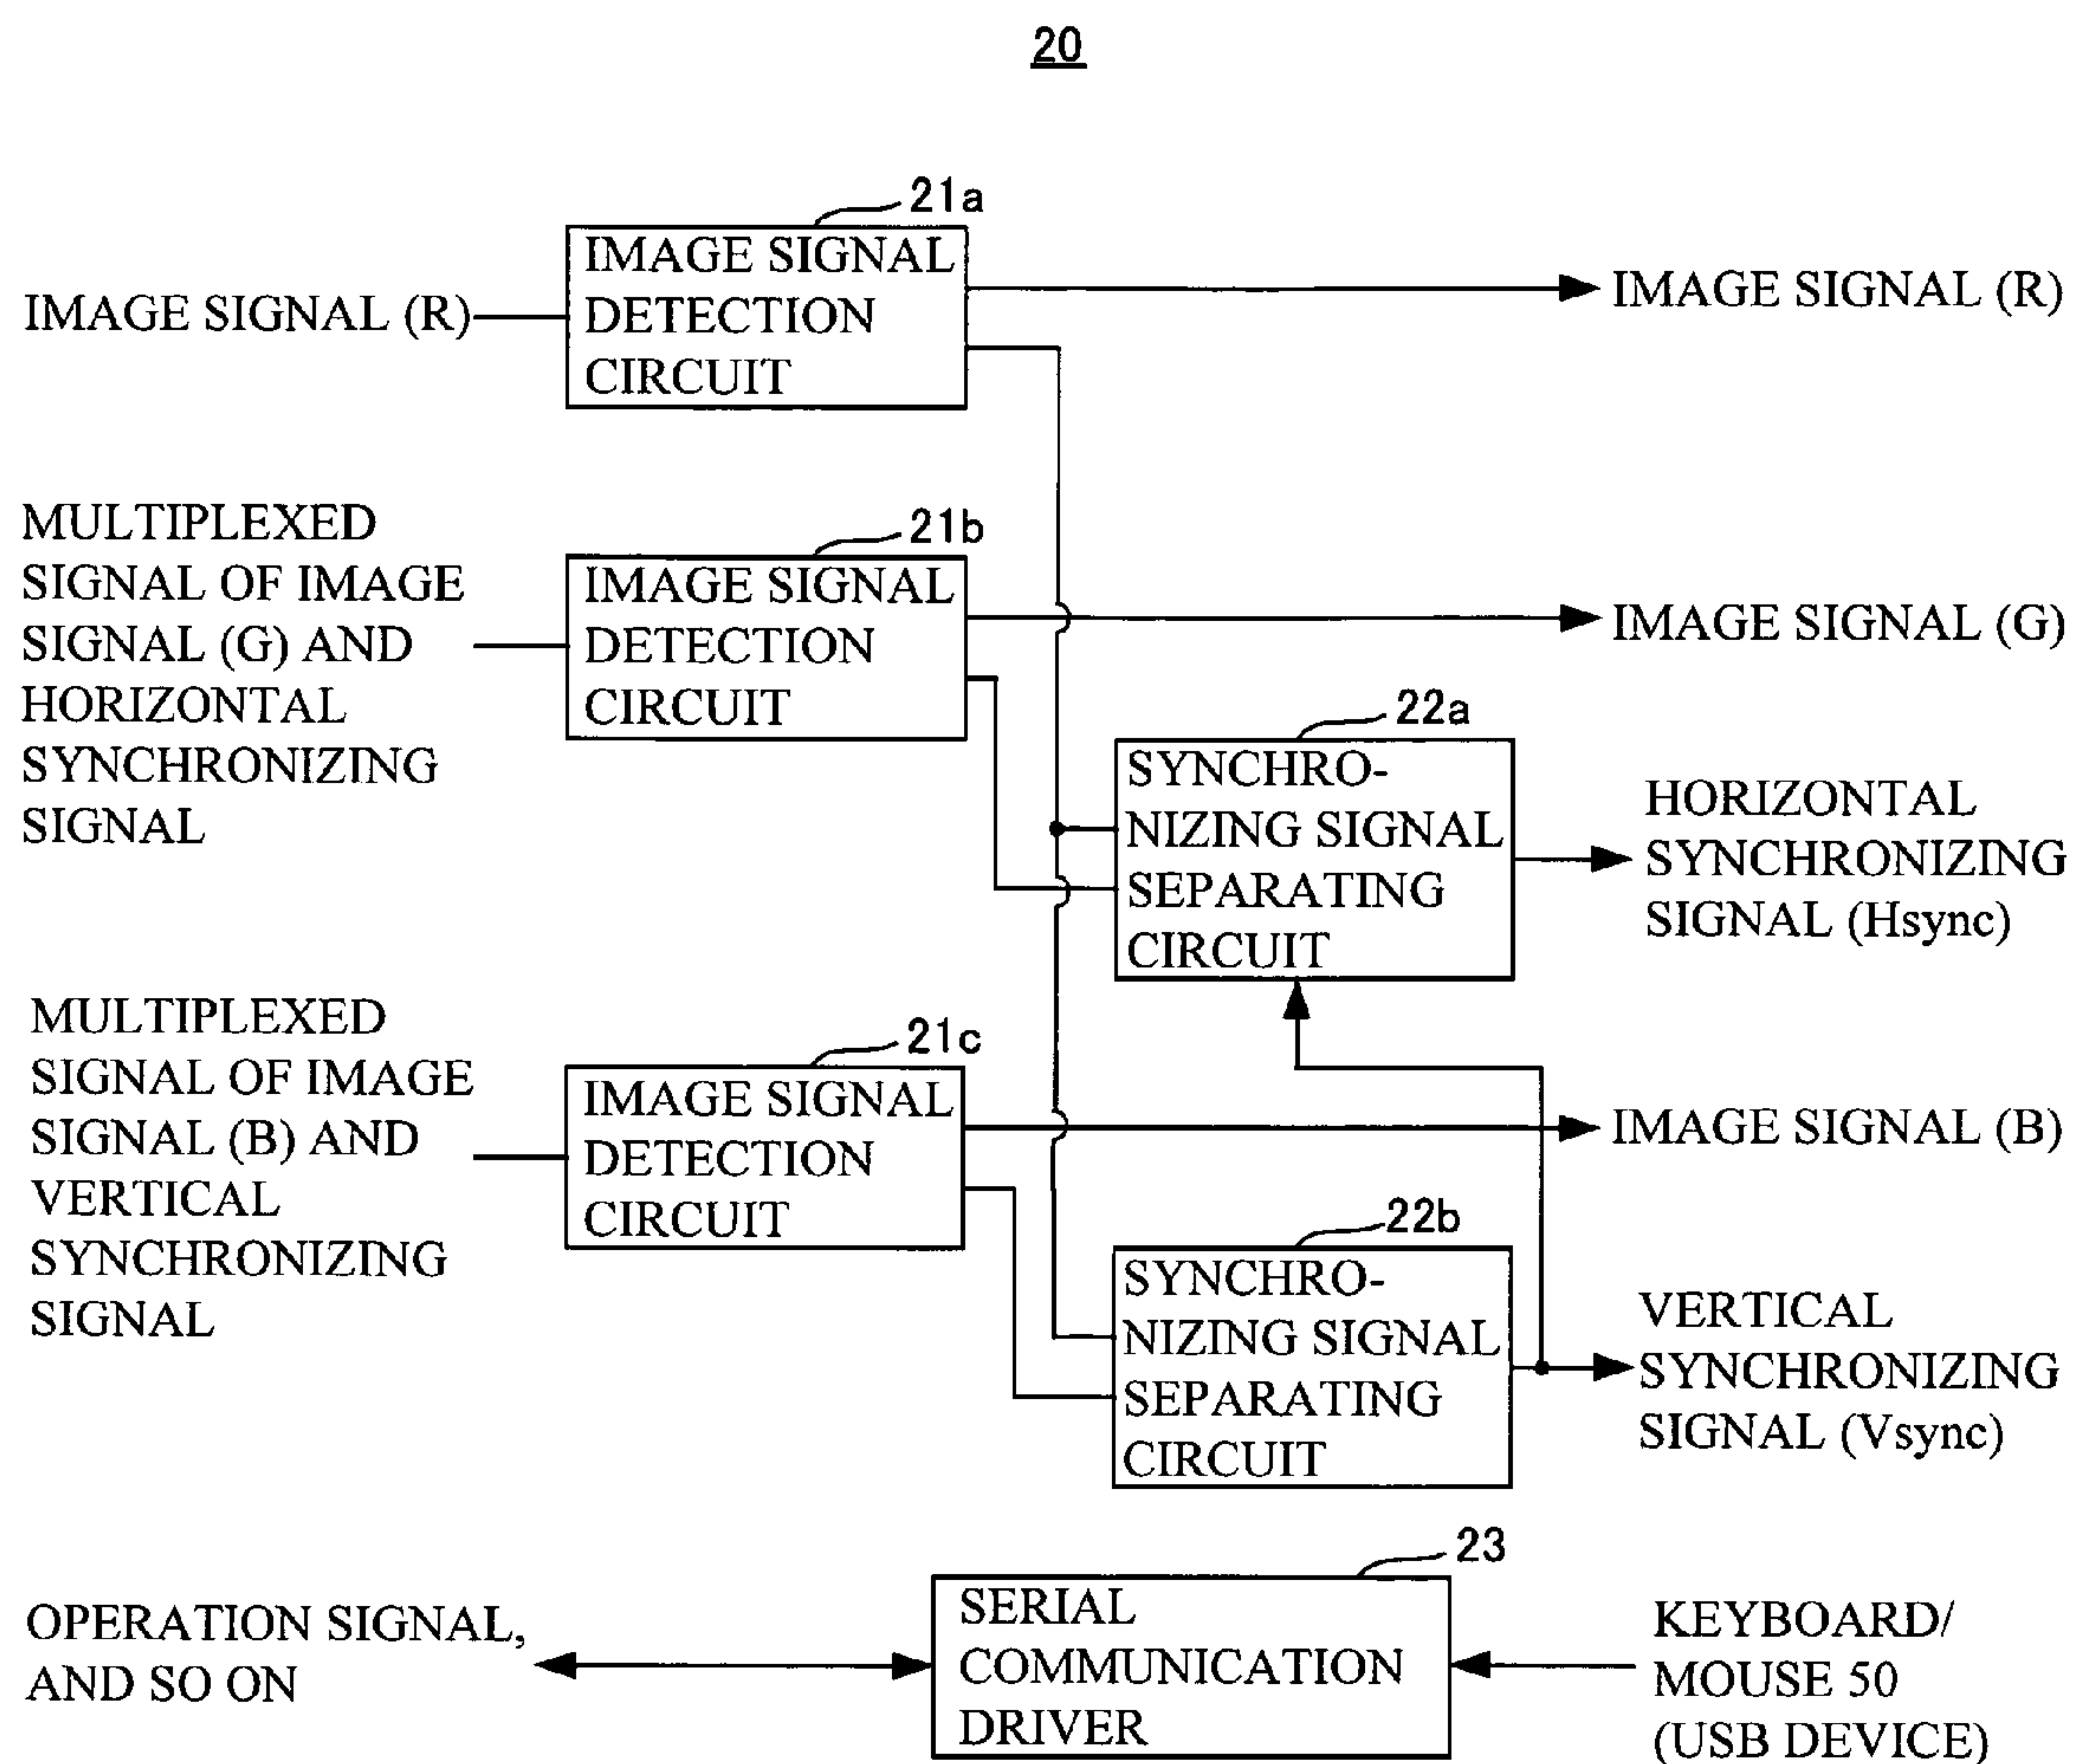 20
21a
IMAGE SIGNAL
DETECTION
CIRCUIT
IMAGE SIGNAL (R)
IMAGE SIGNAL (R)
MULTIPLEXED
SIGNAL OF IMAGE
SIGNAL (G) AND
HORIZONTAL
SYNCHRONIZING
SIGNAL
21b
IMAGE SIGNAL
DETECTION
CIRCUIT
IMAGE SIGNAL (G)
22a
SYNCHRO-
NIZING SIGNAL
SEPARATING
CIRCUIT
HORIZONTAL
SYNCHRONIZING
SIGNAL (Hsync)
MULTIPLEXED
SIGNAL OF IMAGE
SIGNAL (B) AND
VERTICAL
SYNCHRONIZING
SIGNAL
21c
IMAGE SIGNAL
DETECTION
CIRCUIT
IMAGE SIGNAL (B)
22b
SYNCHRO-
NIZING SIGNAL
SEPARATING
CIRCUIT
VERTICAL
SYNCHRONIZING
SIGNAL (Vsync)
OPERATION SIGNAL,
AND SO ON
23
SERIAL
COMMUNICATION
DRIVER
KEYBOARD/
MOUSE 50
(USB DEVICE)